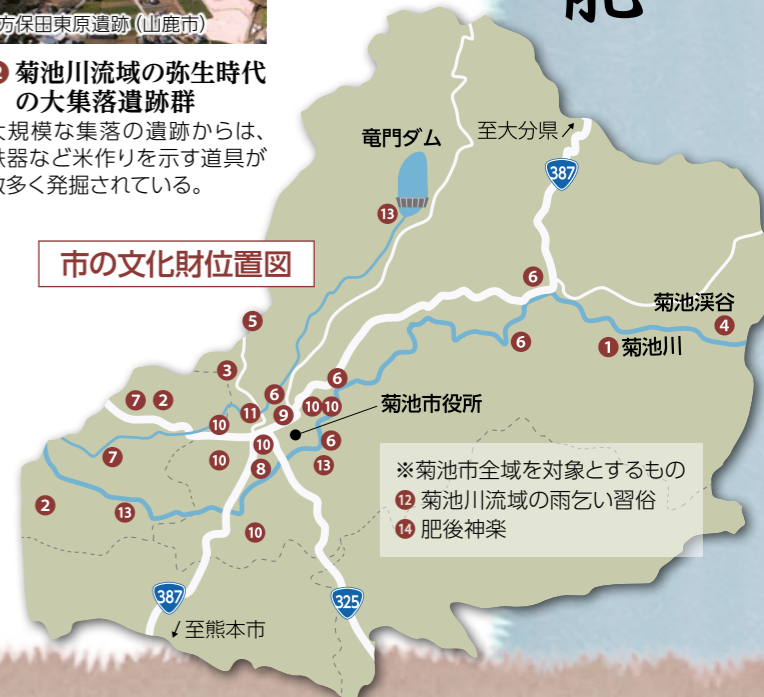 方保田東原遺跡（山鹿市）
菊池川流域の弥生時代
の大集落遺跡群
大規模な集落の遺跡からは、
鉄器など米作りを示す道具が
数多く発掘されている。
市の文化財位置図
竜門ダム
至大分県↗
387
13
6
菊池渓谷
4
5
6
1 菊池川
3
6
7 2
6
11
9
10 10
菊池市役所
10
10
6
7
10
8
13
※菊池市全域を対象とするもの
12 菊池川流域の雨乞い習俗
14 肥後神楽
2
13
10
387
325
↙至熊本市